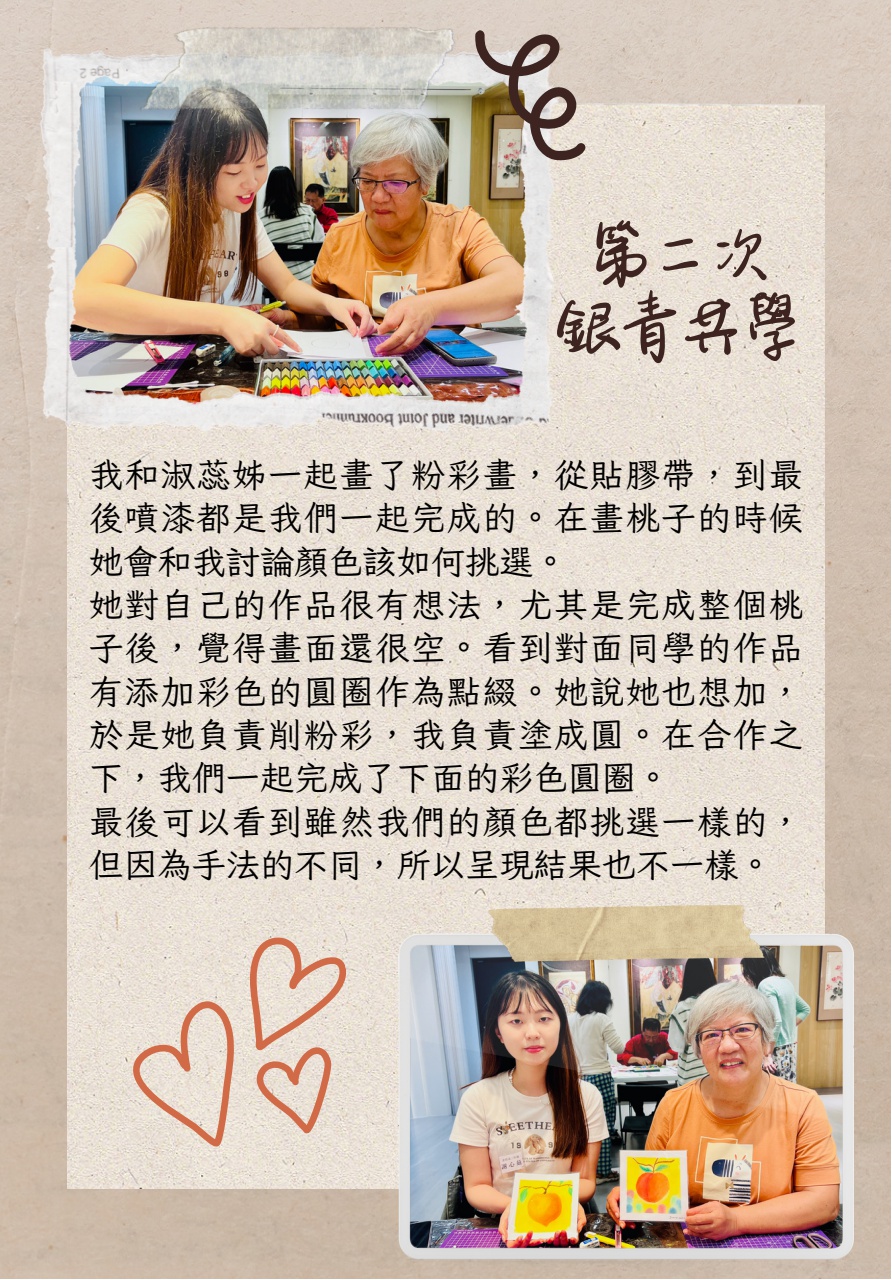 Page 2
第二次
銀青共學
erwriter and Joint bookrunner
我和淑蕊姊一起畫了粉彩畫，從貼膠帶，到最
後噴漆都是我們一起完成的。在畫桃子的時候
她會和我討論顏色該如何挑選。
她對自己的作品很有想法，尤其是完成整個桃
子後，覺得畫面還很空。看到對面同學的作品
有添加彩色的圓圈作為點綴。她說她也想加，
於是她負責削粉彩，我負責塗成圓。在合作之
下，我們一起完成了下面的彩色圓圈。
最後可以看到雖然我們的顏色都挑選一樣的，
但因為手法的不同，所以呈現結果也不一樣。